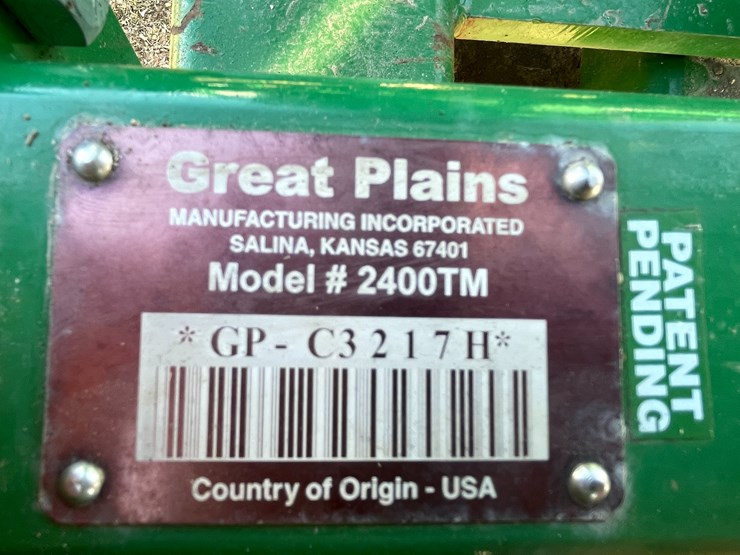 Great Plains
MANUFACTURING INCORPORATED
SALINA, KANSAS 67401
Model # 2400TM
*GP- C3217H*
Country of Origin - USA
PATENT
PENDING